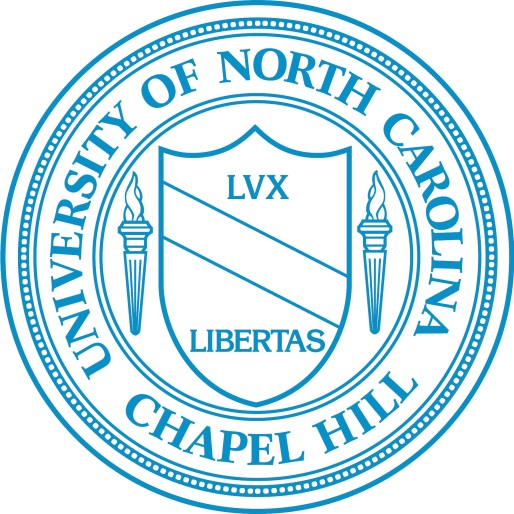 UNIVERSITY OF NORTH CAROLINA
LVX
LIBERTAS
CHAPEL HILL